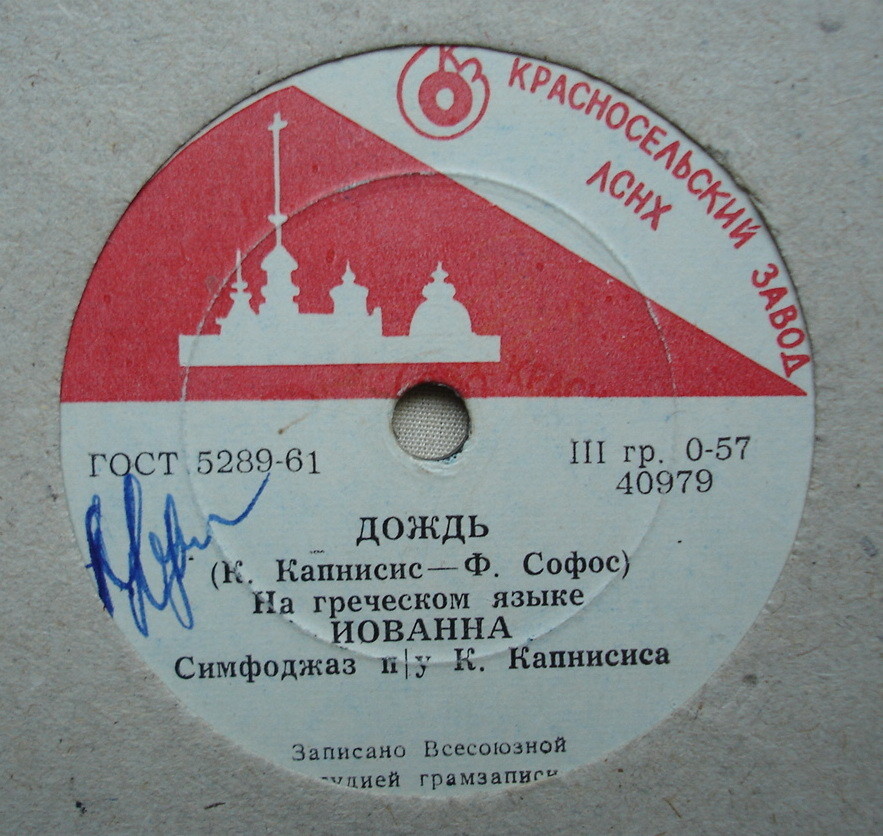 КРАСНОСЕЛЬСКИЙ ЗАВОД
ЛСНХ
ГОСТ 5289-61
III гр. 0-57
40979
ДОЖДЬ
(К. Капнисис — Ф. Софос)
На греческом языке
ИОВАННА
Симфоджаз п/у К. Капнисиса
Записано Всесоюзной
грамзаписи